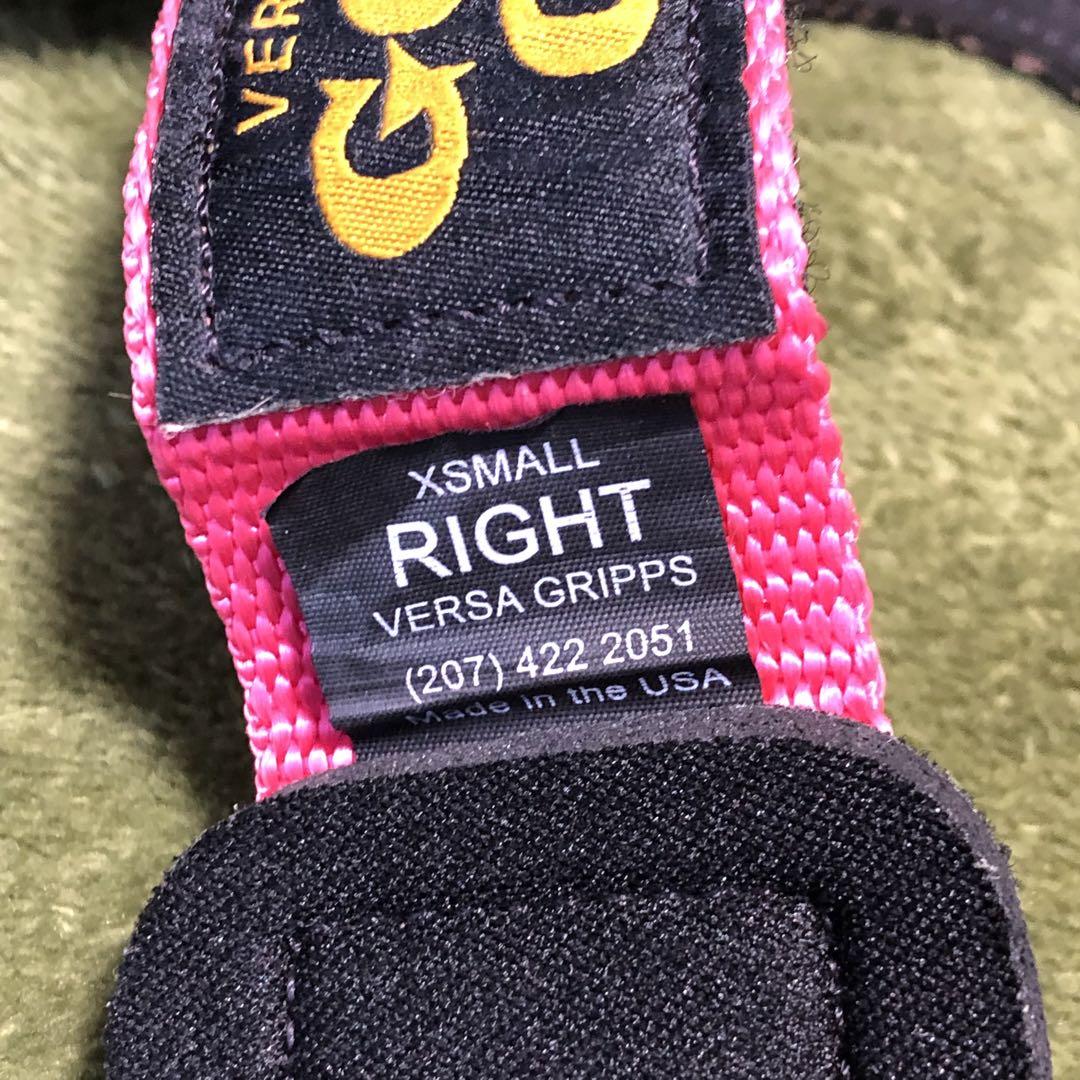 XSMALL
RIGHT
VERSA GRIPPS
(207) 422 2051
Made in the USA